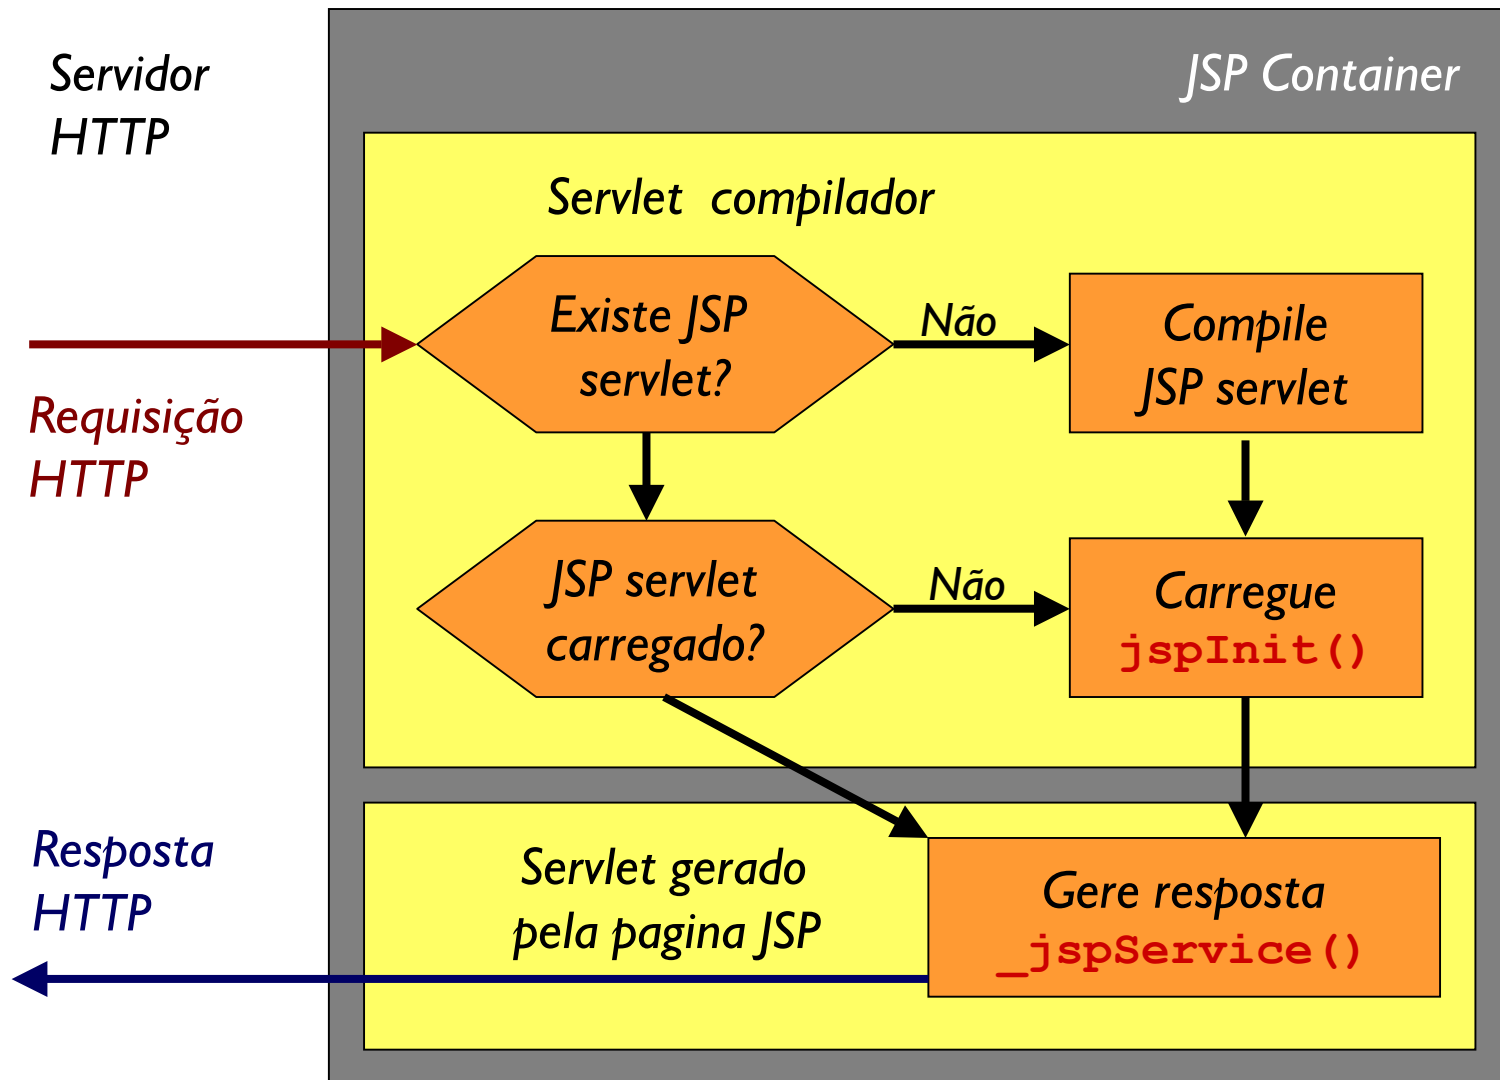 Servidor
HTTP
JSP Container
Servlet compilador
Existe JSP
servlet?
Não
Compile
JSP servlet
Requisição
HTTP
JSP servlet
carregado?
Não
Carregue
jspInit()
Resposta
HTTP
Servlet gerado
pela pagina JSP
Gere resposta
_jspService()